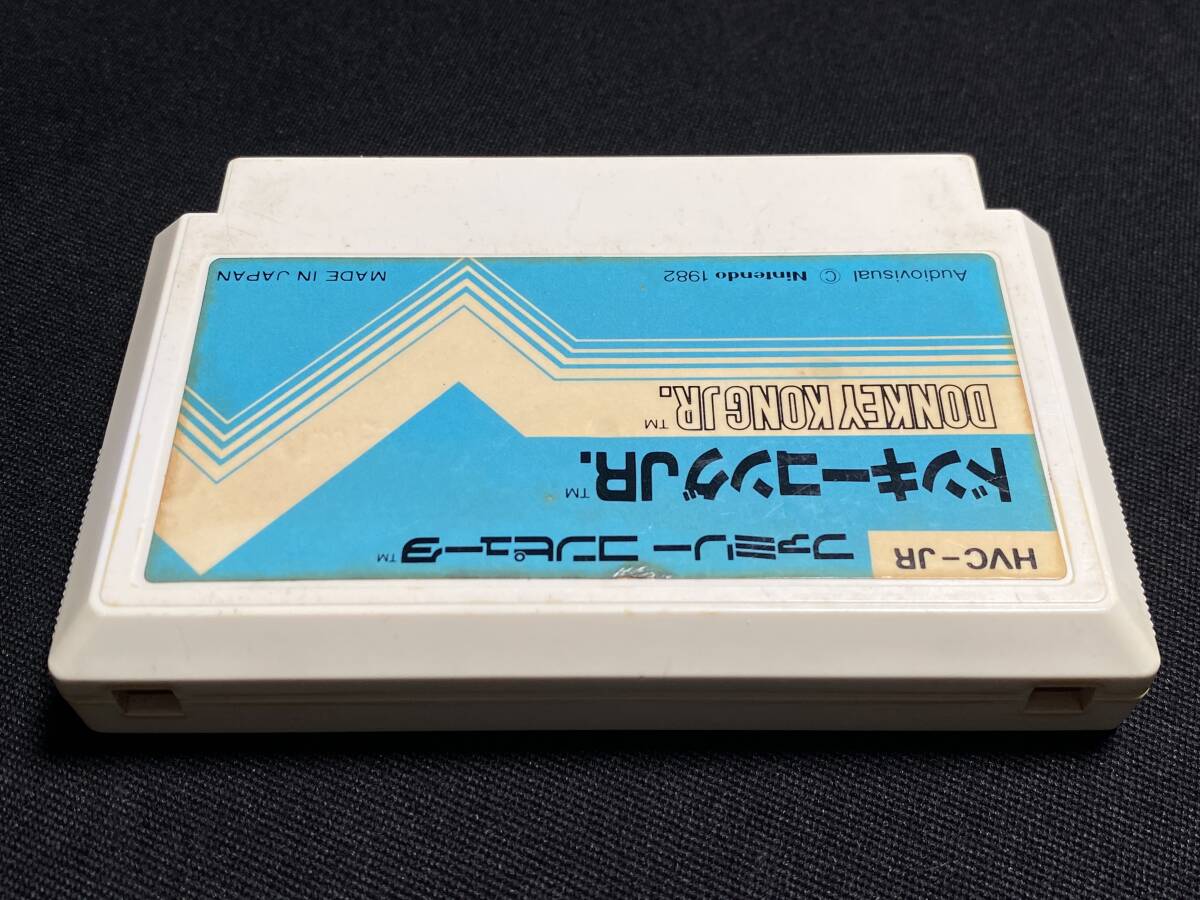 HVC-JR
ファミリー コンピュータ™
ドンキーコングJR.™
DONKEY KONG JR.™
Audiovisual © Nintendo 1982
MADE IN JAPAN